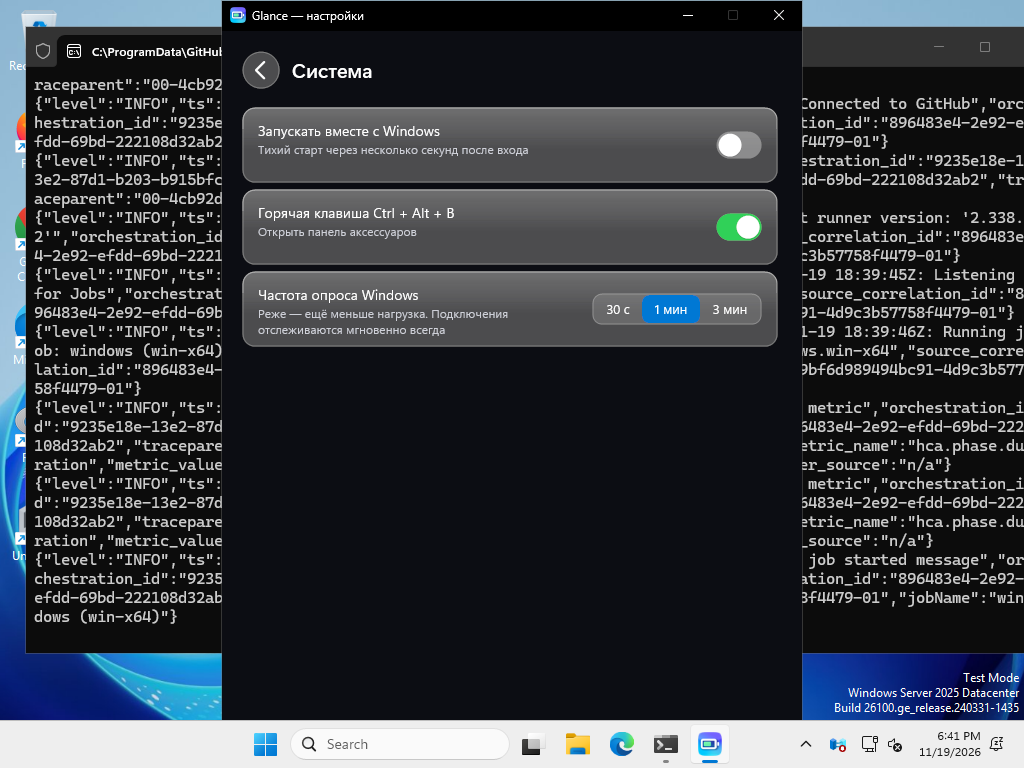 Glance — настройки
Система
Запускать вместе с Windows
Тихий старт через несколько секунд после входа
Горячая клавиша Ctrl + Alt + B
Открыть панель аксессуаров
Частота опроса Windows
Реже — ещё меньше нагрузка. Подключения
отслеживаются мгновенно всегда
30 с 1 мин 3 мин
C:\ProgramData\GitHub
raceparent":"00-4cb92
{"level":"INFO","ts": Connected to GitHub","orc
hestration_id":"9235e tion_id":"896483e4-2e92-e
fdd-69bd-222108d32ab2 f4479-01"}
{"level":"INFO","ts": estration_id":"9235e18e-1
3e2-87d1-b203-b915bfc dd-69bd-222108d32ab2","tr
aceparent":"00-4cb92d
{"level":"INFO","ts": t runner version: '2.338.
2'","orchestration_id _correlation_id":"896483e
4-2e92-efdd-69bd-2221 c3b57758f4479-01"}
{"level":"INFO","ts": -19 18:39:45Z: Listening
for Jobs","orchestrat source_correlation_id":"8
96483e4-2e92-efdd-69b 91-4d9c3b57758f4479-01"}
{"level":"INFO","ts": 1-19 18:39:46Z: Running j
ob: windows (win-x64) ws.win-x64","source_corre
lation_id":"896483e4- 9bf6d989494bc91-4d9c3b577
58f4479-01"}
{"level":"INFO","ts": metric","orchestration_i
d":"9235e18e-13e2-87d 6483e4-2e92-efdd-69bd-222
108d32ab2","tracepare etric_name":"hca.phase.du
ration","metric_value er_source":"n/a"}
{"level":"INFO","ts": metric","orchestration_i
d":"9235e18e-13e2-87d 6483e4-2e92-efdd-69bd-222
108d32ab2","tracepare etric_name":"hca.phase.du
ration","metric_value _source":"n/a"}
{"level":"INFO","ts": job started message","or
chestration_id":"9235 ation_id":"896483e4-2e92-
efdd-69bd-222108d32ab 8f4479-01","jobName":"win
dows (win-x64)"}
Test Mode
Windows Server 2025 Datacenter
Build 26100.ge_release.240331-1435
Search
6:41 PM
11/19/2026